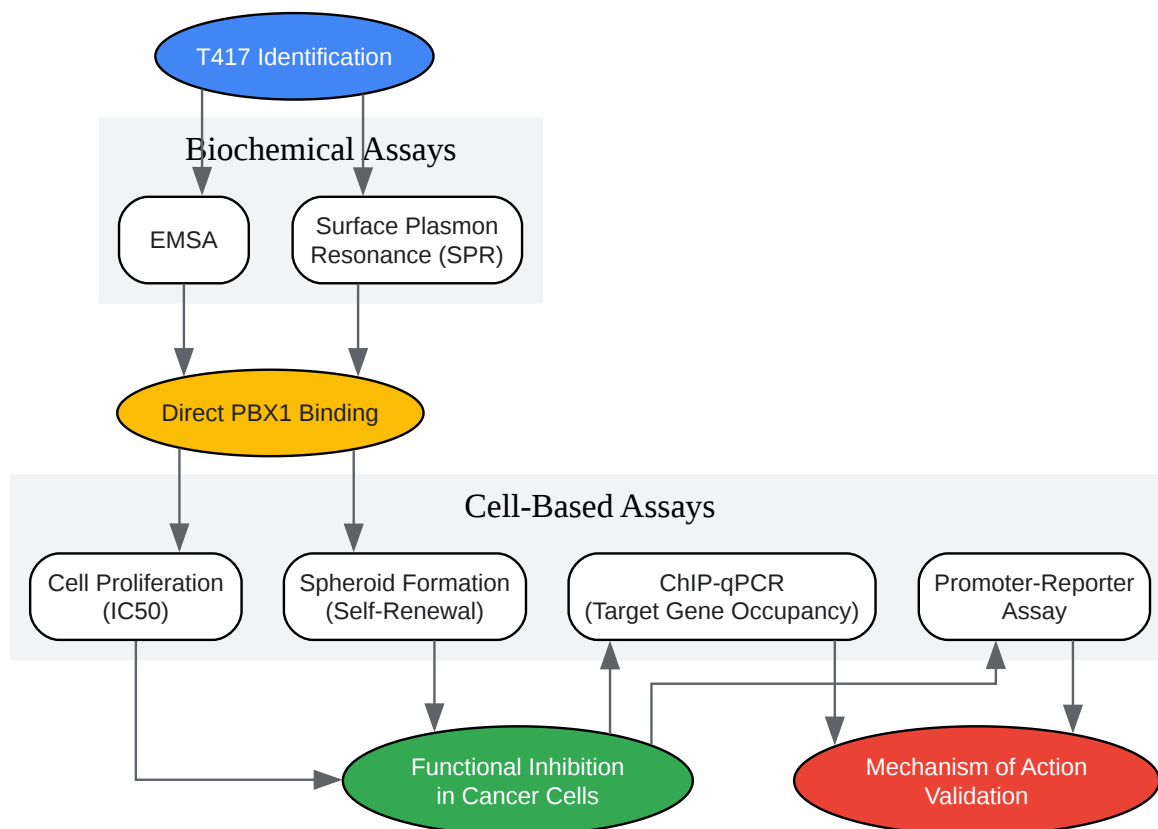 T417 Identification
Biochemical Assays
EMSA
Surface Plasmon
Resonance (SPR)
Direct PBX1 Binding
Cell-Based Assays
Cell Proliferation
(IC50)
Spheroid Formation
(Self-Renewal)
ChIP-qPCR
(Target Gene Occupancy)
Promoter-Reporter
Assay
Functional Inhibition
in Cancer Cells
Mechanism of Action
Validation